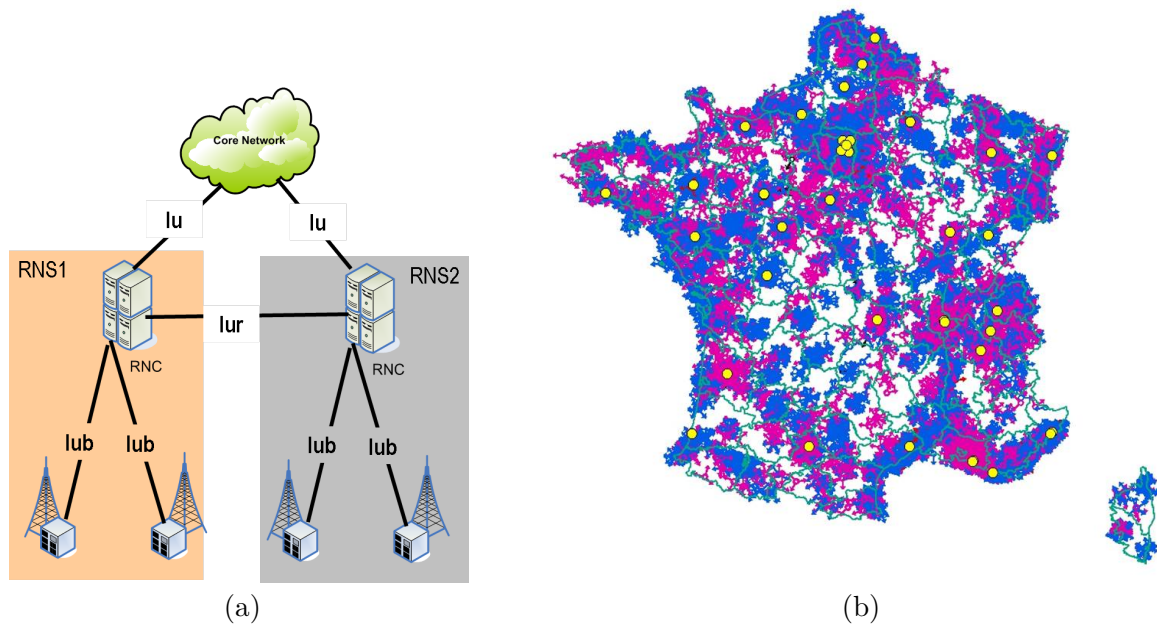 Core Network
Iu
Iu
RNS1
RNS2
Iur
RNC
RNC
Iub
Iub
Iub
Iub
(a)
(b)